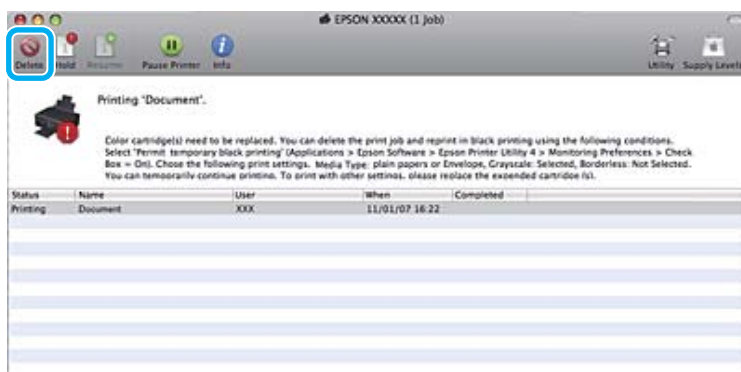 EPSON XXXXX (1 Job)
Delete Hold Resume Pause Printer Info Utility Supply Levels
Printing "Document".
Color cartridge(s) need to be replaced. You can delete the print job and reprint in black printing using the following conditions.
Select "Permit temporary black printing" (Applications > Epson Software > Epson Printer Utility 4 > Monitoring Preferences > Check
Box = On). Chose the following print settings. Media Type: plain papers or Envelope, Grayscale: Selected, Borderless: Not Selected.
You can temporarily continue printing. To print with other settings, please replace the expended cartridge (s).
Status Name User When Completed
Printing Document XXX 11/01/07 16:22